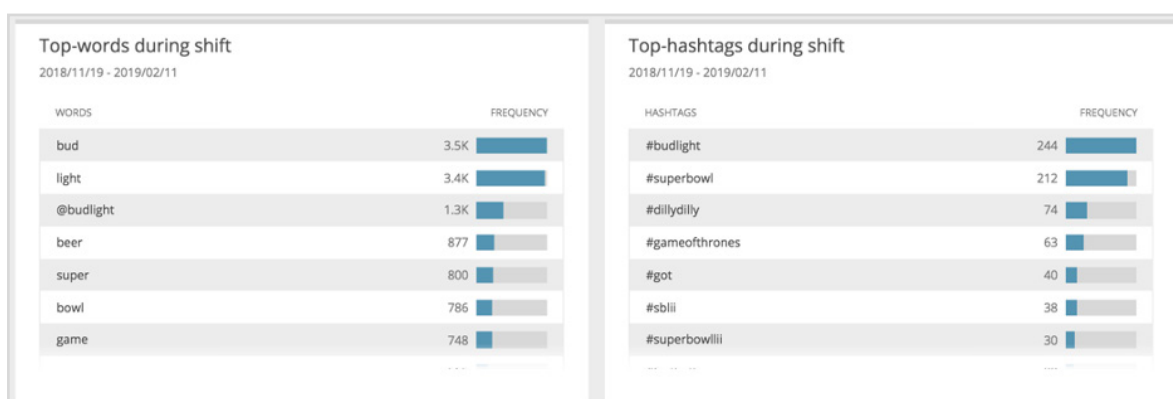 Top-words during shift
2018/11/19 - 2019/02/11
WORDS FREQUENCY
bud 3.5K
light 3.4K
@budlight 1.3K
beer 877
super 800
bowl 786
game 748
Top-hashtags during shift
2018/11/19 - 2019/02/11
HASHTAGS FREQUENCY
#budlight 244
#superbowl 212
#dillydilly 74
#gameofthrones 63
#got 40
#sblii 38
#superbowllii 30